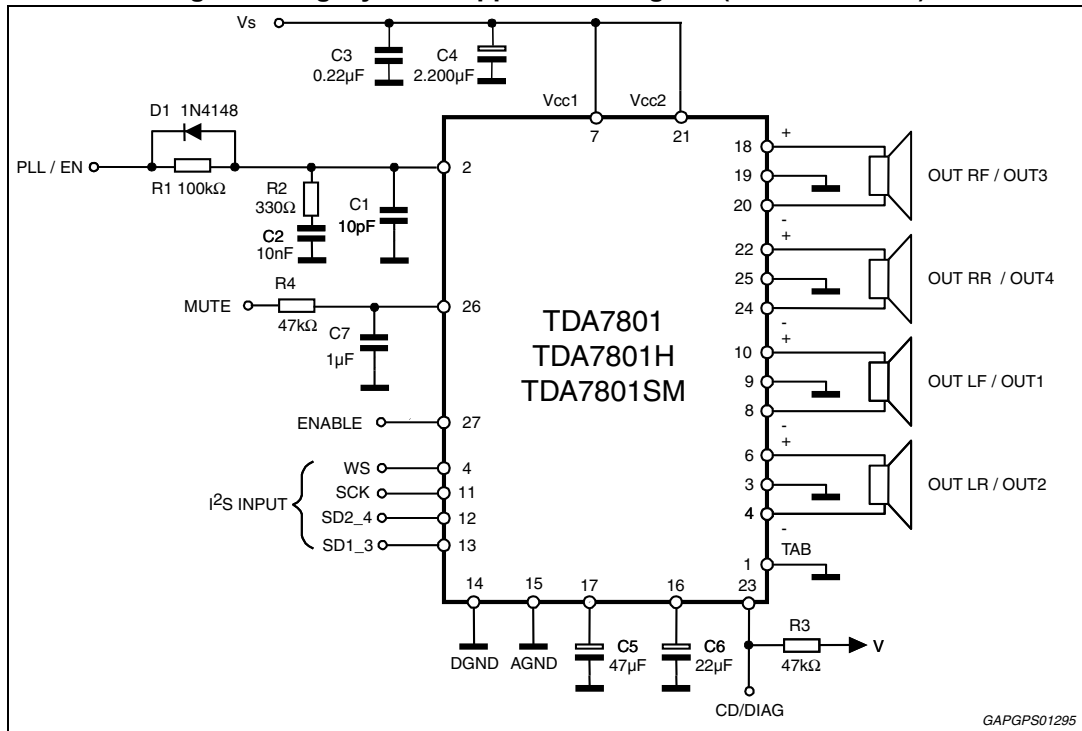 Vs
C3
0.22µF
C4
2.200µF
Vcc1
Vcc2
7
21
D1 1N4148
PLL / EN
R1 100kΩ
R2
330Ω
C2
10nF
C1
10pF
2
MUTE
R4
47kΩ
C7
1µF
26
ENABLE
27
I2S INPUT
WS
4
SCK
11
SD2_4
12
SD1_3
13
TDA7801
TDA7801H
TDA7801SM
18
+
19
20
-
OUT RF / OUT3
+
22
25
24
-
OUT RR / OUT4
+
10
9
8
-
OUT LF / OUT1
+
6
3
4
-
OUT LR / OUT2
TAB
1
14
15
17
16
23
DGND
AGND
C5
47µF
C6
22µF
R3
47kΩ
V
CD/DIAG
GAPGPS01295